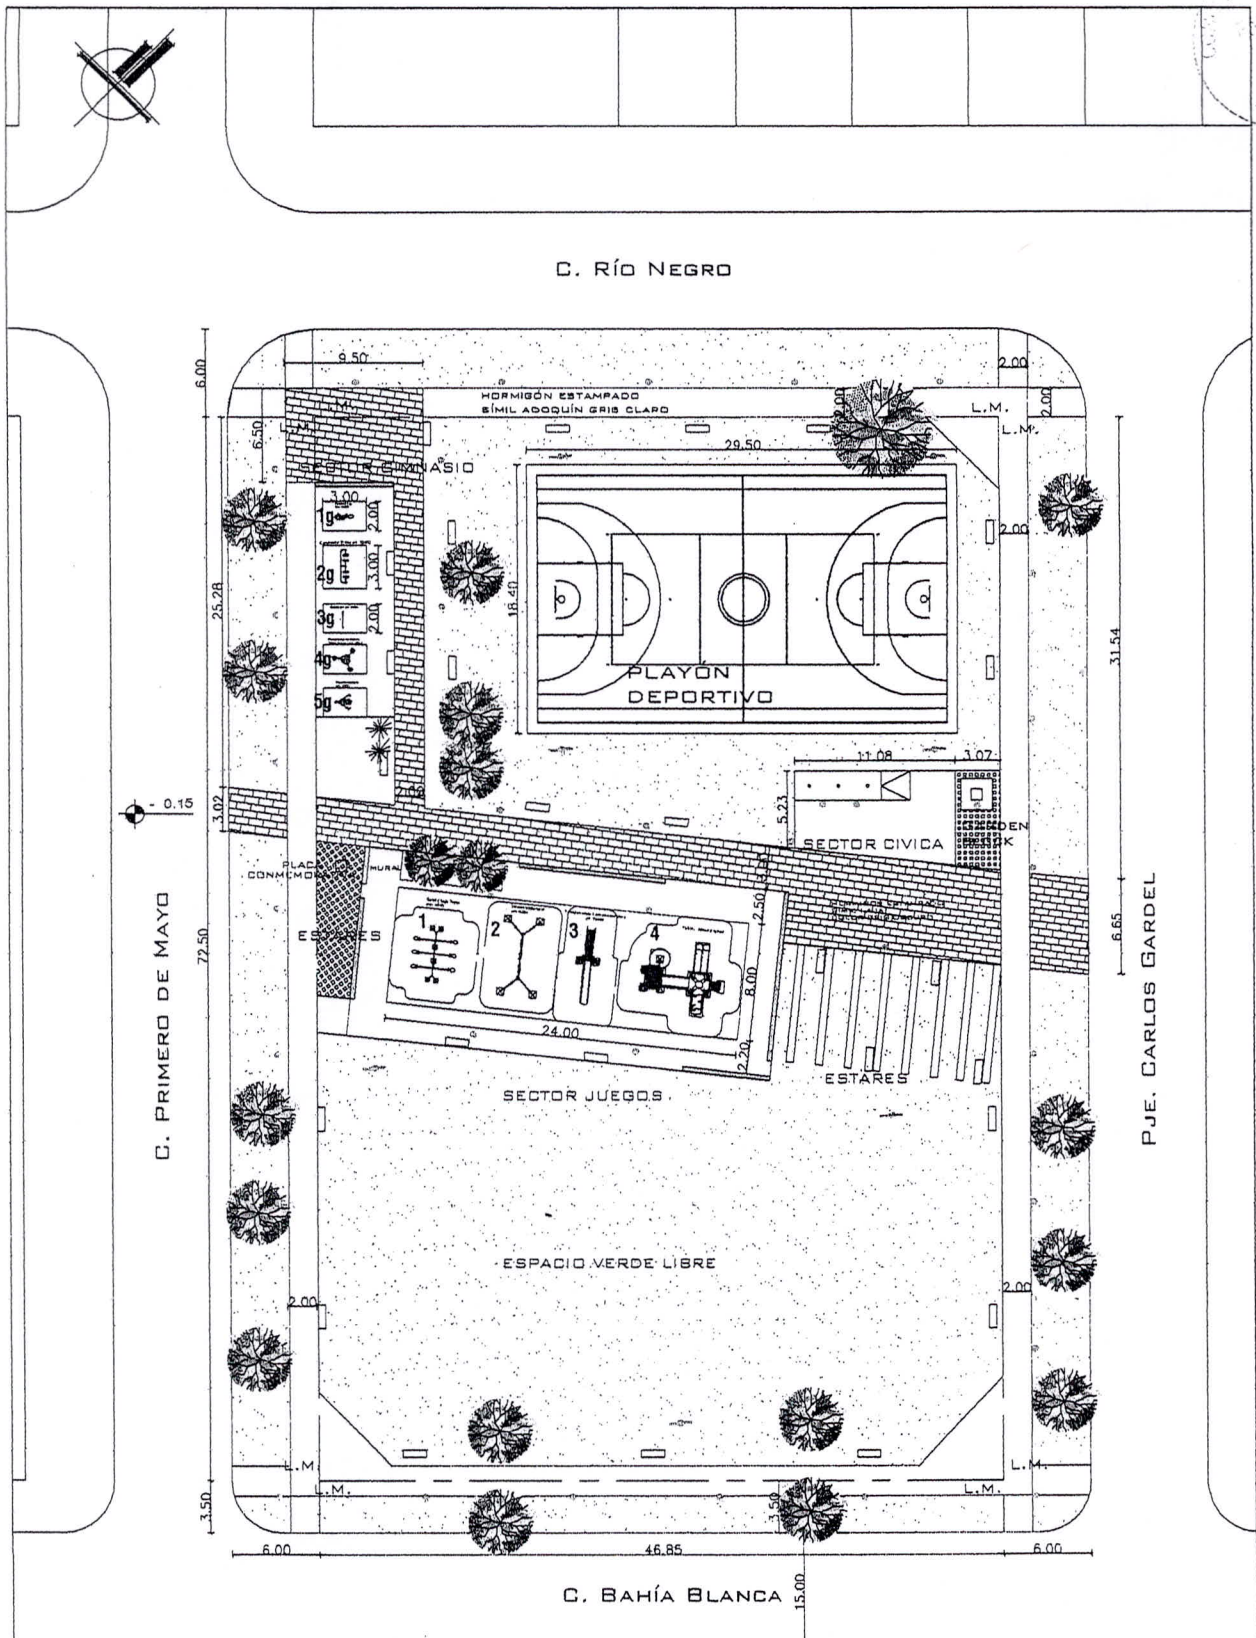 C. RÍO NEGRO
6.00
9.50
2.00
HORMIGÓN ESTAMPADO
SÍMIL ADOQUÍN GRIS CLARO
L.M.
2.00
L.M.
2.00
L.M.
L.M.
6.50
29.50
SECTOR GIMNASIO
3.00
1g
2.00
2.00
2g
3.00
25.28
3g
2.00
18.40
31.54
4g
PLAYÓN
DEPORTIVO
5g
11.08
3.07
- 0.15
3.02
5.23
SECTOR CIVICA
MURAL
1
2
3
4
2.50
ESTARES
6.65
72.50
8.00
24.00
2.20
ESTARES
SECTOR JUEGOS
C. PRIMERO DE MAYO
PJE. CARLOS GARDEL
ESPACIO VERDE LIBRE
2.00
2.00
L.M.
L.M.
L.M.
L.M.
3.50
3.50
6.00
46.85
6.00
C. BAHÍA BLANCA
15.00